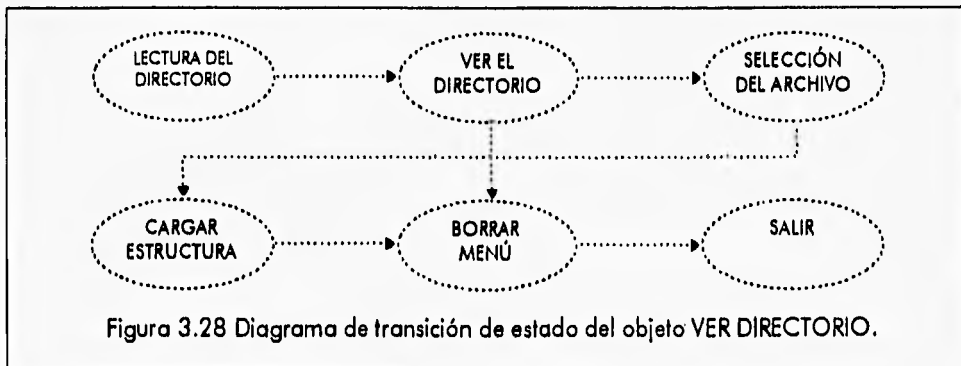 LECTURA DEL
DIRECTORIO
VER EL
DIRECTORIO
SELECCIÓN
DEL ARCHIVO
CARGAR
ESTRUCTURA
BORRAR
MENÚ
SALIR
Figura 3.28 Diagrama de transición de estado del objeto VER DIRECTORIO.